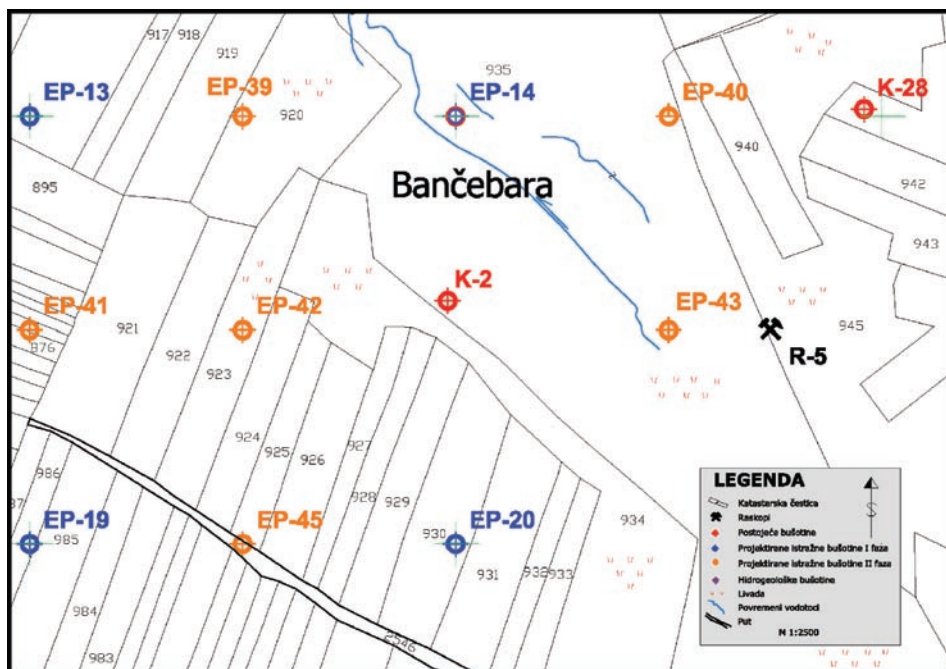 917
918
919
935
EP-13
EP-39
920
EP-14
EP-40
K-28
940
895
Bančebara
942
943
K-2
EP-41
921
EP-42
EP-43
945
876
922
R-5
923
924
925
926
927
928
929
LEGENDA
Katastarska čestica
Raskopi
Postojeće bušotine
Projektirane istražne bušotine I faza
Projektirane istražne bušotine II faza
Hidrogeološke bušotine
Livada
Povremeni vodotoci
Put
M 1:2500
S
986
87
EP-19
985
EP-45
930
EP-20
934
931
932
933
984
983
2546